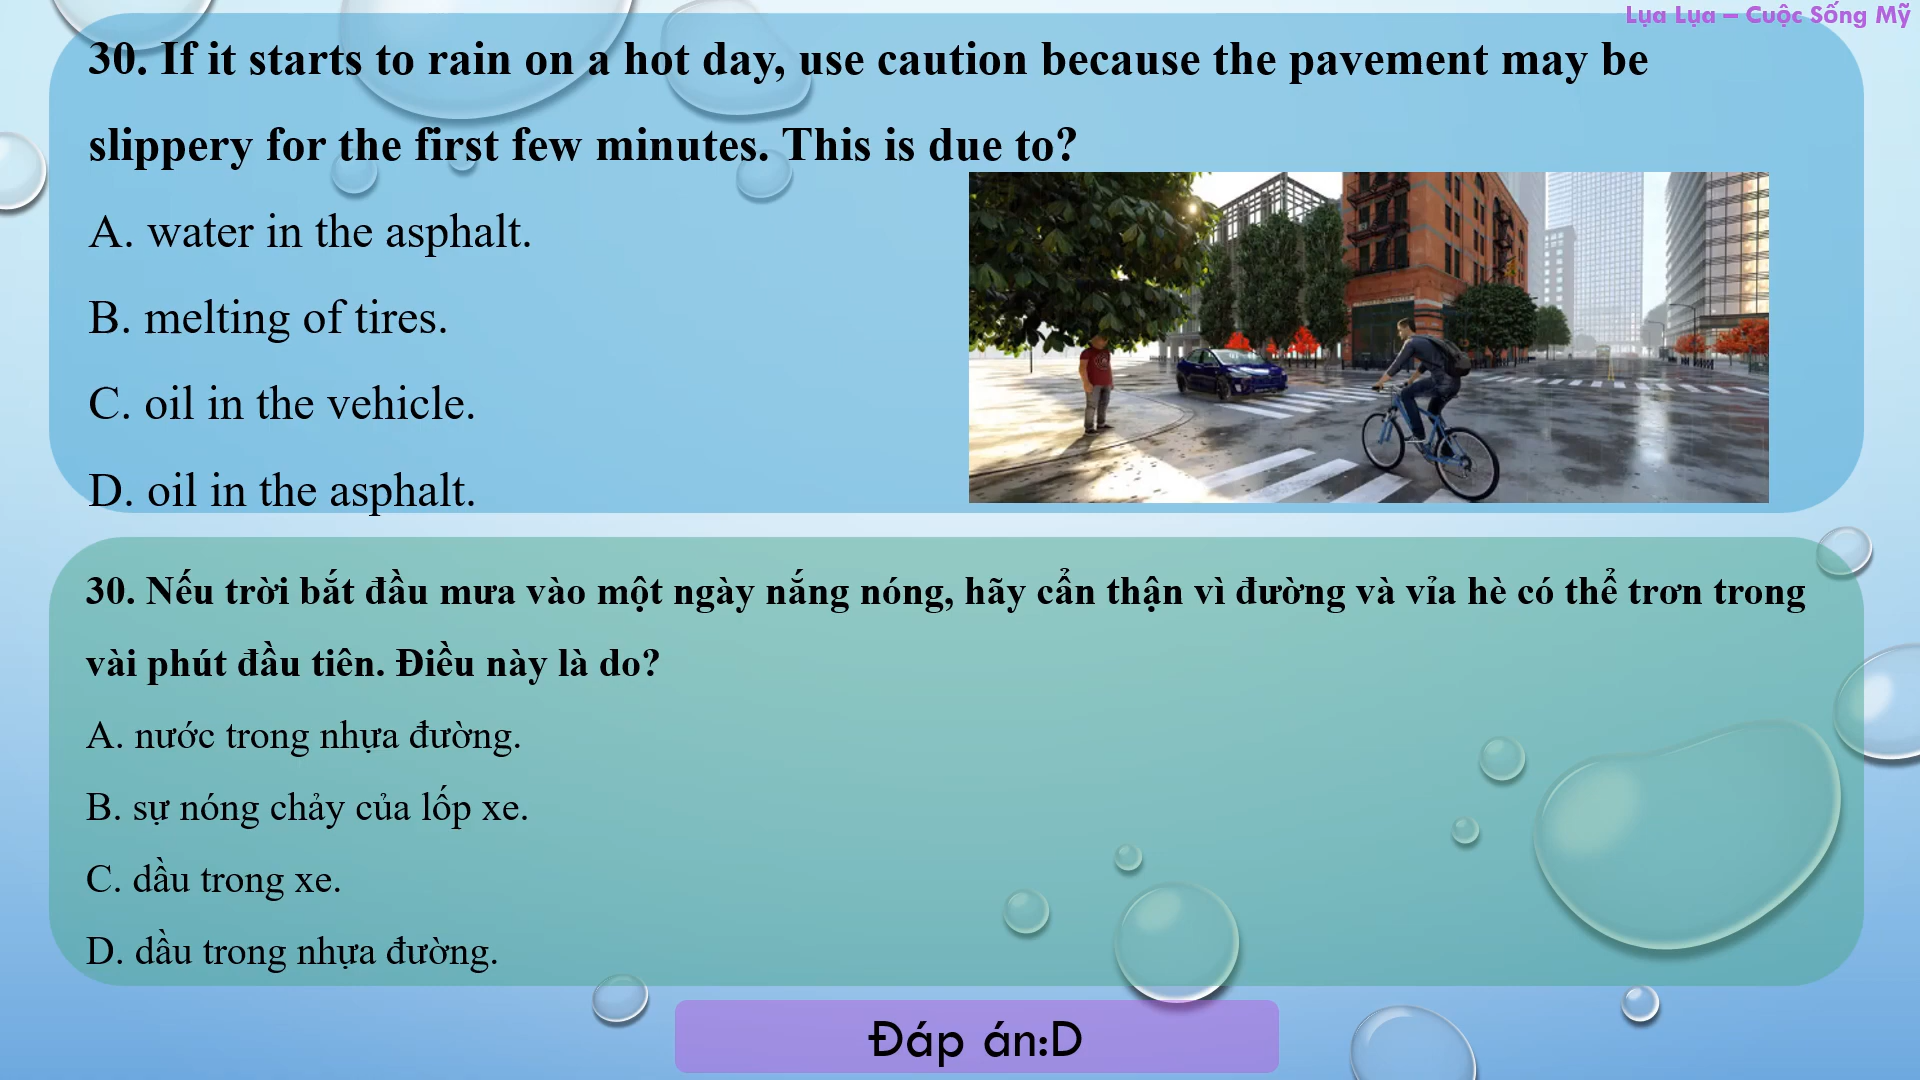 Lụa Lụa – Cuộc Sống Mỹ
30. If it starts to rain on a hot day, use caution because the pavement may be
slippery for the first few minutes. This is due to?
A. water in the asphalt.
B. melting of tires.
C. oil in the vehicle.
D. oil in the asphalt.
30. Nếu trời bắt đầu mưa vào một ngày nắng nóng, hãy cẩn thận vì đường và vỉa hè có thể trơn trong
vài phút đầu tiên. Điều này là do?
A. nước trong nhựa đường.
B. sự nóng chảy của lốp xe.
C. dầu trong xe.
D. dầu trong nhựa đường.
Đáp án:D